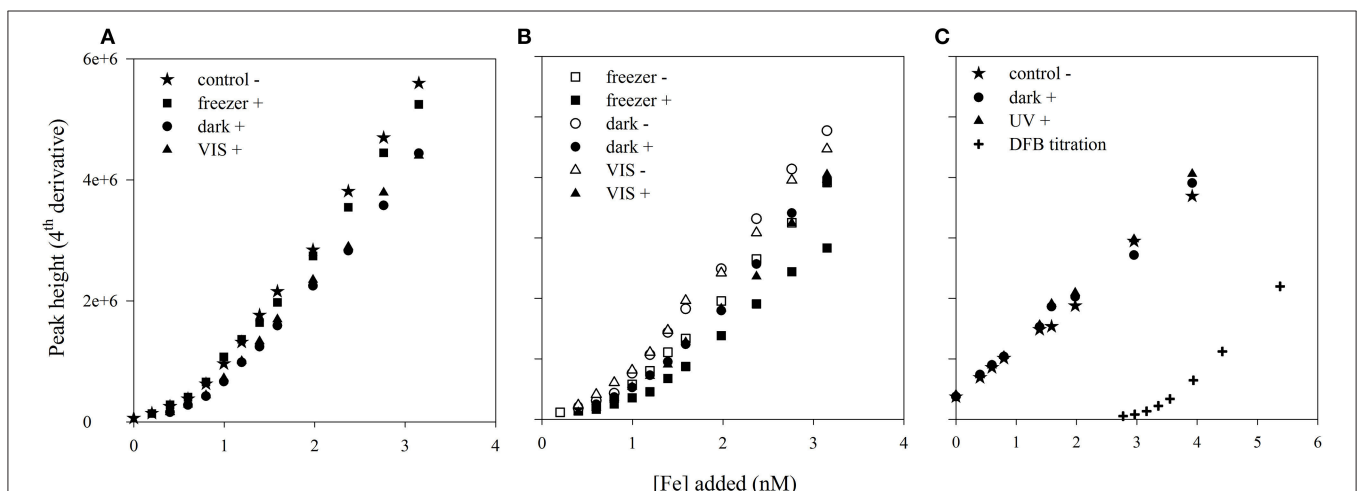 A
B
C
6e+6
4e+6
2e+6
0
Peak height (4th derivative)
control -
freezer +
dark +
VIS +
0 1 2 3
freezer -
freezer +
dark -
dark +
VIS -
VIS +
0 1 2 3 4
control -
dark +
UV +
DFB titration
0 1 2 3 4 5 6
[Fe] added (nM)